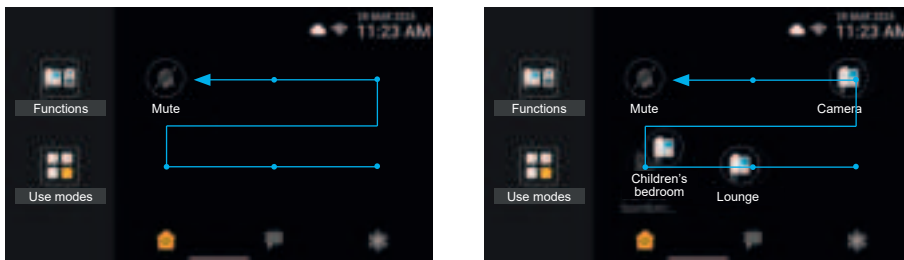 11:23 AM
Functions
Mute
Use modes
11:23 AM
Functions
Mute
Camera
Children's
bedroom
Use modes
Lounge